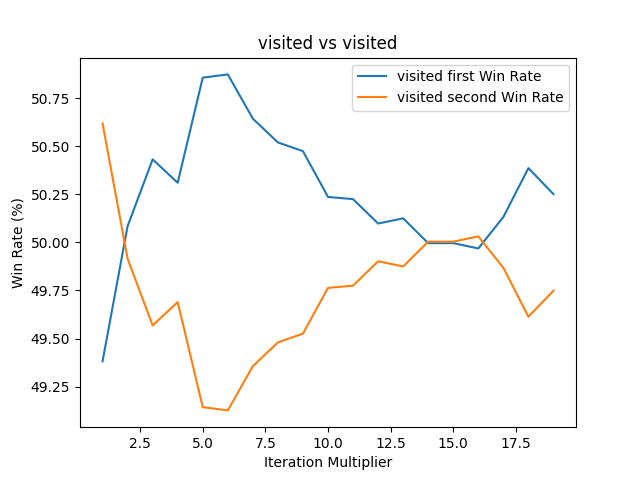 visited vs visited
visited first Win Rate
visited second Win Rate
Win Rate (%)
50.75
50.50
50.25
50.00
49.75
49.50
49.25
2.5 5.0 7.5 10.0 12.5 15.0 17.5
Iteration Multiplier